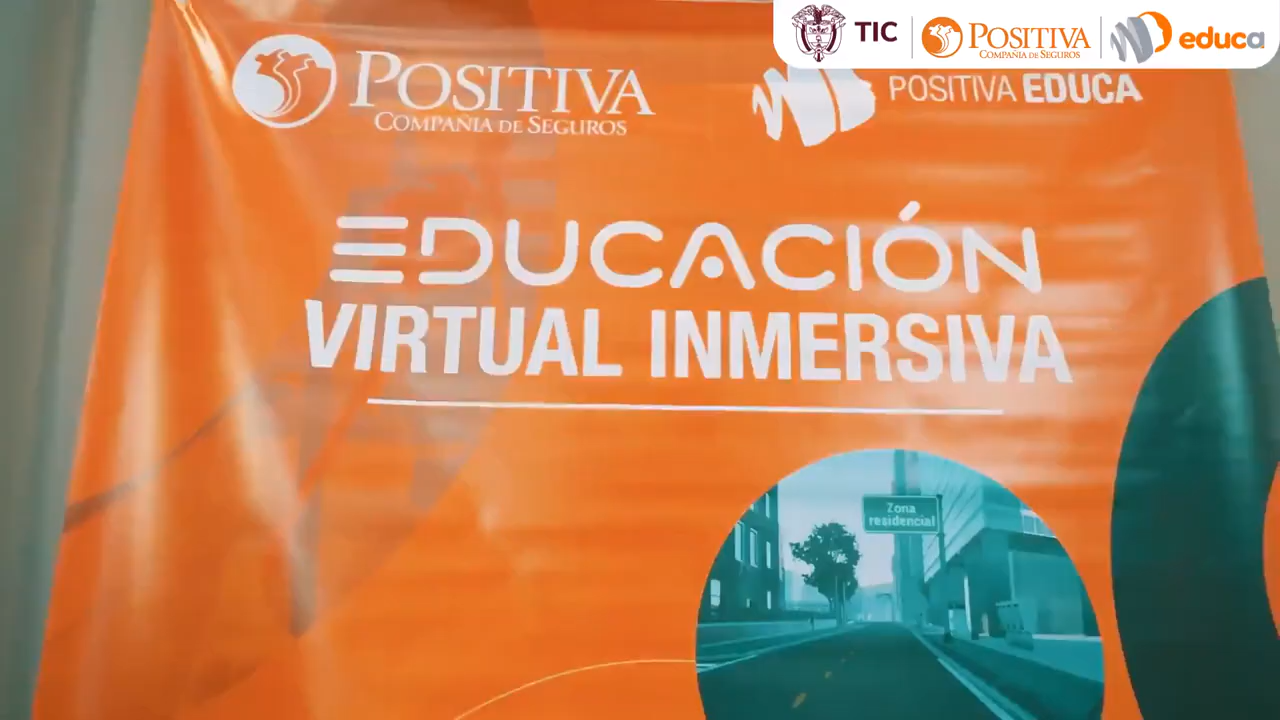 TIC
POSITIVA
COMPAÑIA DE SEGUROS
educa
POSITIVA
COMPAÑIA DE SEGUROS
POSITIVA EDUCA
EDUCACIÓN
VIRTUAL INMERSIVA
Zona
residencial